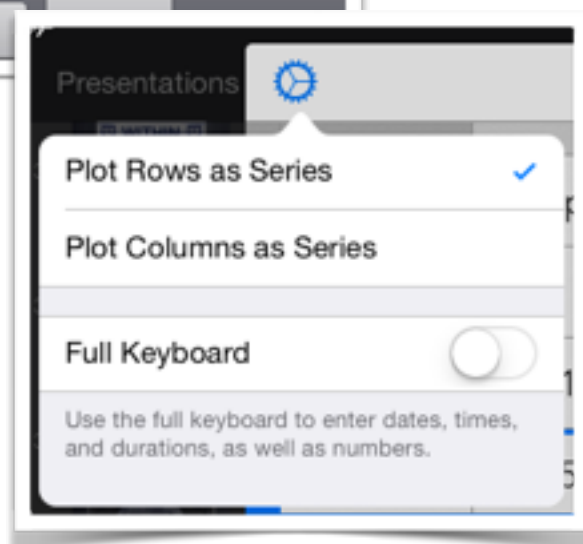 Presentations
WITHIN
Plot Rows as Series
Plot Columns as Series
Full Keyboard
Use the full keyboard to enter dates, times,
and durations, as well as numbers.